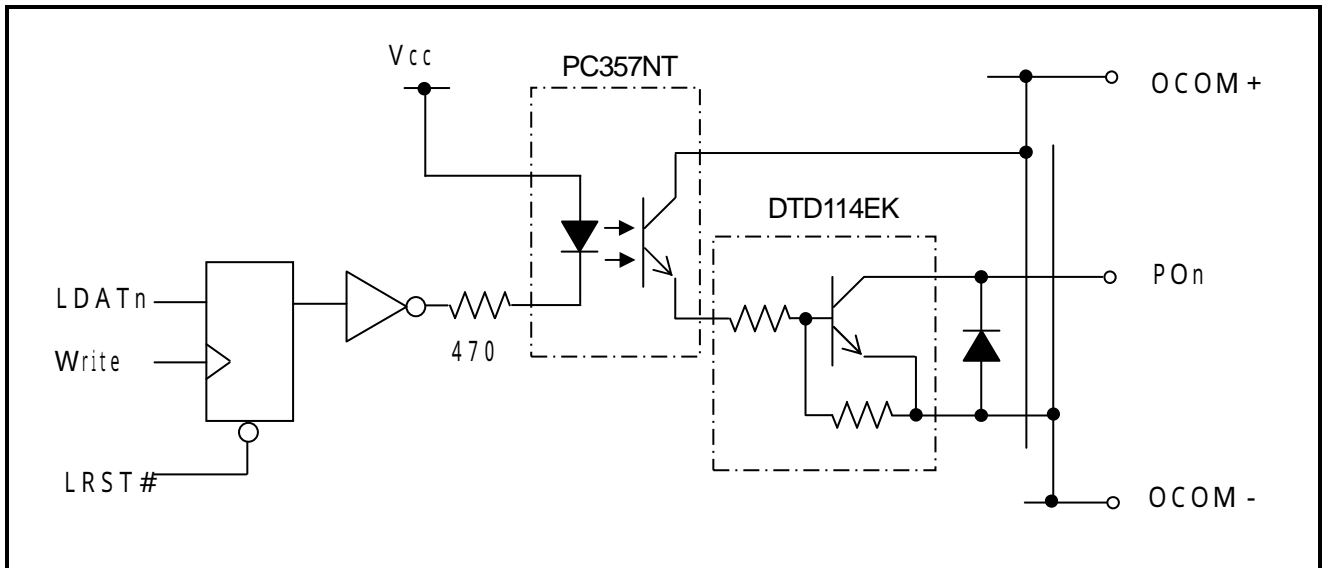 Vcc
PC357NT
OCOM+
DTD114EK
POn
LDATn
Write
470
LRST#
OCOM-